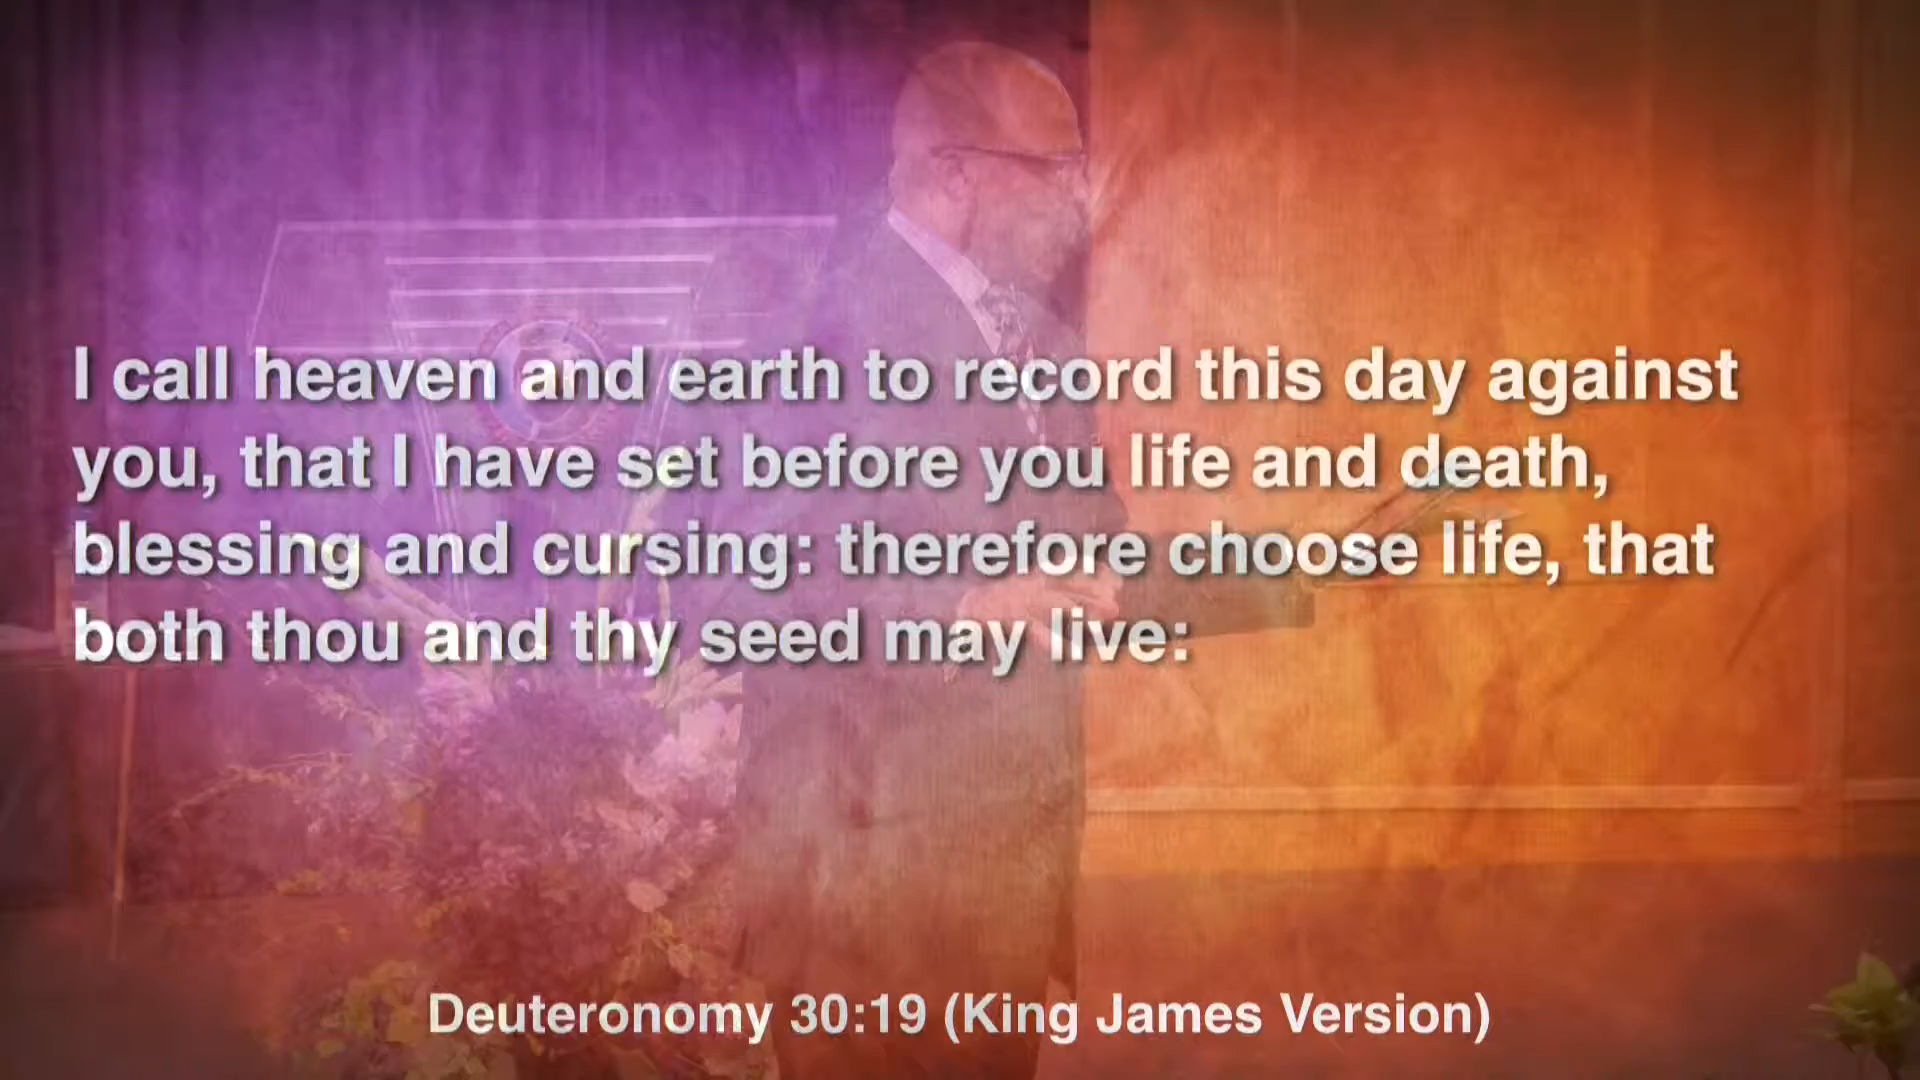 I call heaven and earth to record this day against
you, that I have set before you life and death,
blessing and cursing: therefore choose life, that
both thou and thy seed may live:
Deuteronomy 30:19 (King James Version)